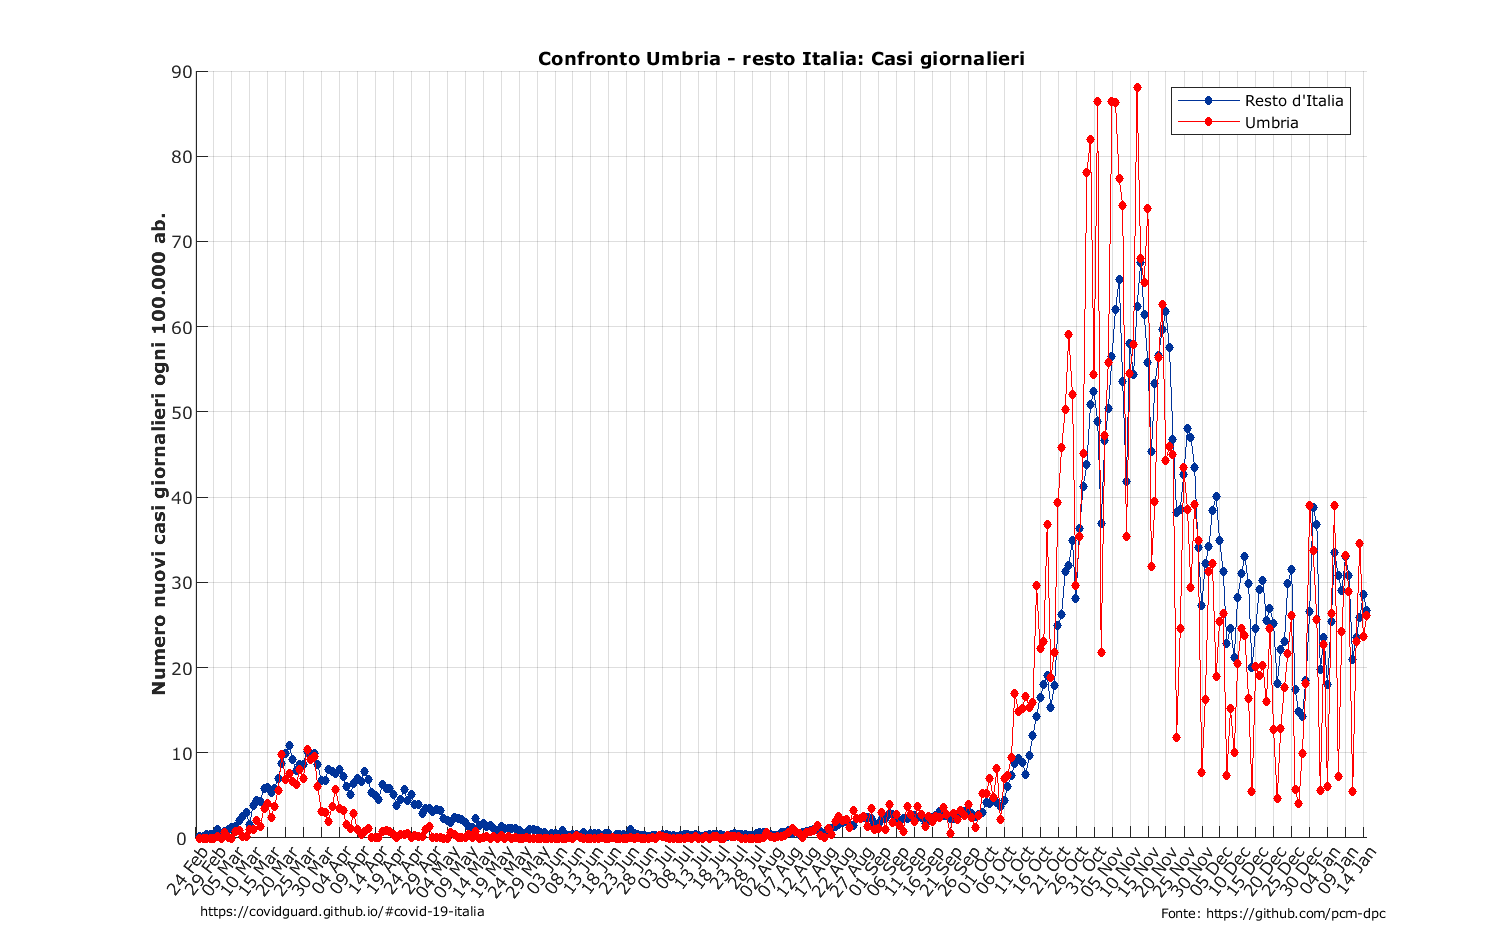 Confronto Umbria - resto Italia: Casi giornalieri
Numero nuovi casi giornalieri ogni 100.000 ab.
90
80
70
60
50
40
30
20
10
0
Resto d'Italia
Umbria
24 Feb
29 Feb
05 Mar
10 Mar
15 Mar
20 Mar
25 Mar
30 Mar
04 Apr
09 Apr
14 Apr
19 Apr
24 Apr
29 Apr
04 May
09 May
14 May
19 May
24 May
29 May
03 Jun
08 Jun
13 Jun
18 Jun
23 Jun
28 Jun
03 Jul
08 Jul
13 Jul
18 Jul
23 Jul
28 Jul
02 Aug
07 Aug
12 Aug
17 Aug
22 Aug
27 Aug
01 Sep
06 Sep
11 Sep
16 Sep
21 Sep
26 Sep
01 Oct
06 Oct
11 Oct
16 Oct
21 Oct
26 Oct
31 Oct
05 Nov
10 Nov
15 Nov
20 Nov
25 Nov
30 Nov
05 Dec
10 Dec
15 Dec
20 Dec
25 Dec
30 Dec
04 Jan
09 Jan
14 Jan
https://covidguard.github.io/#covid-19-italia
Fonte: https://github.com/pcm-dpc